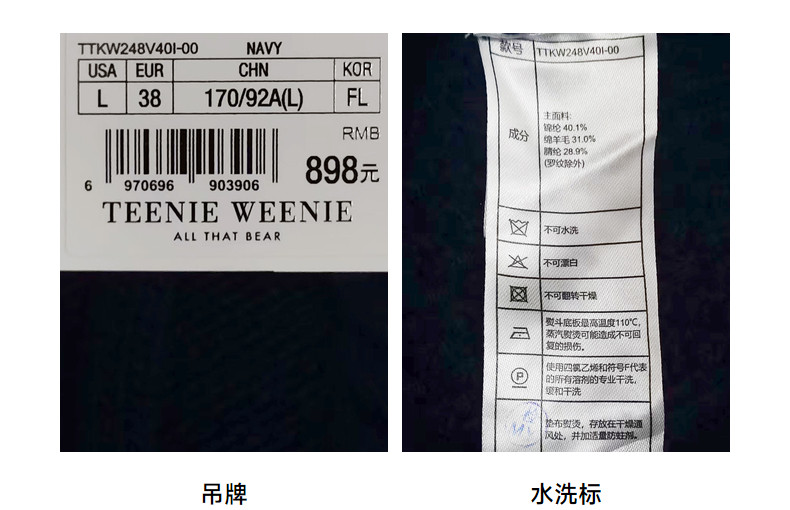 TTKW248V40I-00 NAVY
USA EUR CHN KOR
L 38 170/92A(L) FL
RMB
898元
6 970696 903906
TEENIE WEENIE
ALL THAT BEAR
款号 TTKW248V40I-00
成分
主面料:
锦纶 40.1%
绵羊毛 31.0%
腈纶 28.9%
(罗纹除外)
不可水洗
不可漂白
不可翻转干燥
熨斗底板最高温度110℃,
蒸汽熨烫可能造成不可回
复的损伤。
P
使用四氯乙烯和符号F代表
的所有溶剂的专业干洗,
缓和干洗
垫布熨烫，存放在干燥通
风处，并加适量防蛀剂。
吊牌
水洗标